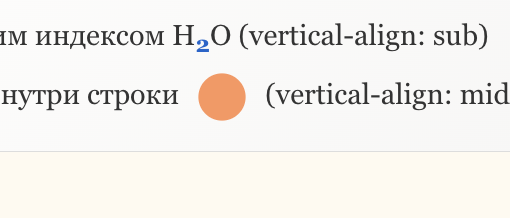 им индексом H₂O (vertical-align: sub)
нутри строки (vertical-align: mid